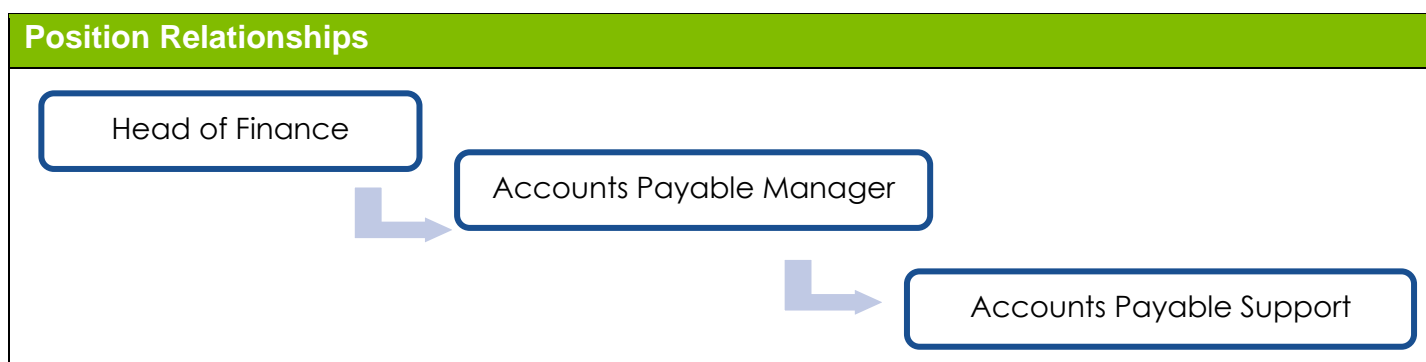 Position Relationships
Head of Finance
Accounts Payable Manager
Accounts Payable Support